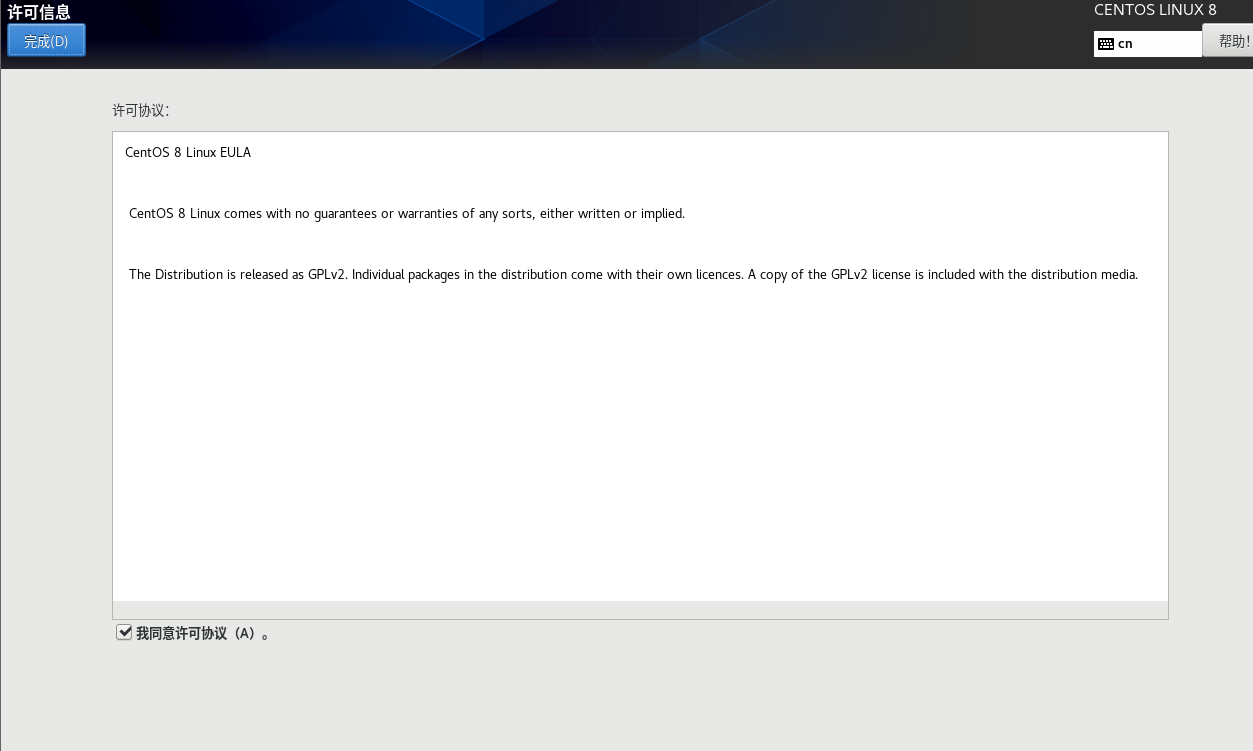 许可信息
CENTOS LINUX 8
完成(D)
cn
帮助!
许可协议：
CentOS 8 Linux EULA
CentOS 8 Linux comes with no guarantees or warranties of any sorts, either written or implied.
The Distribution is released as GPLv2. Individual packages in the distribution come with their own licences. A copy of the GPLv2 license is included with the distribution media.
我同意许可协议（A）。